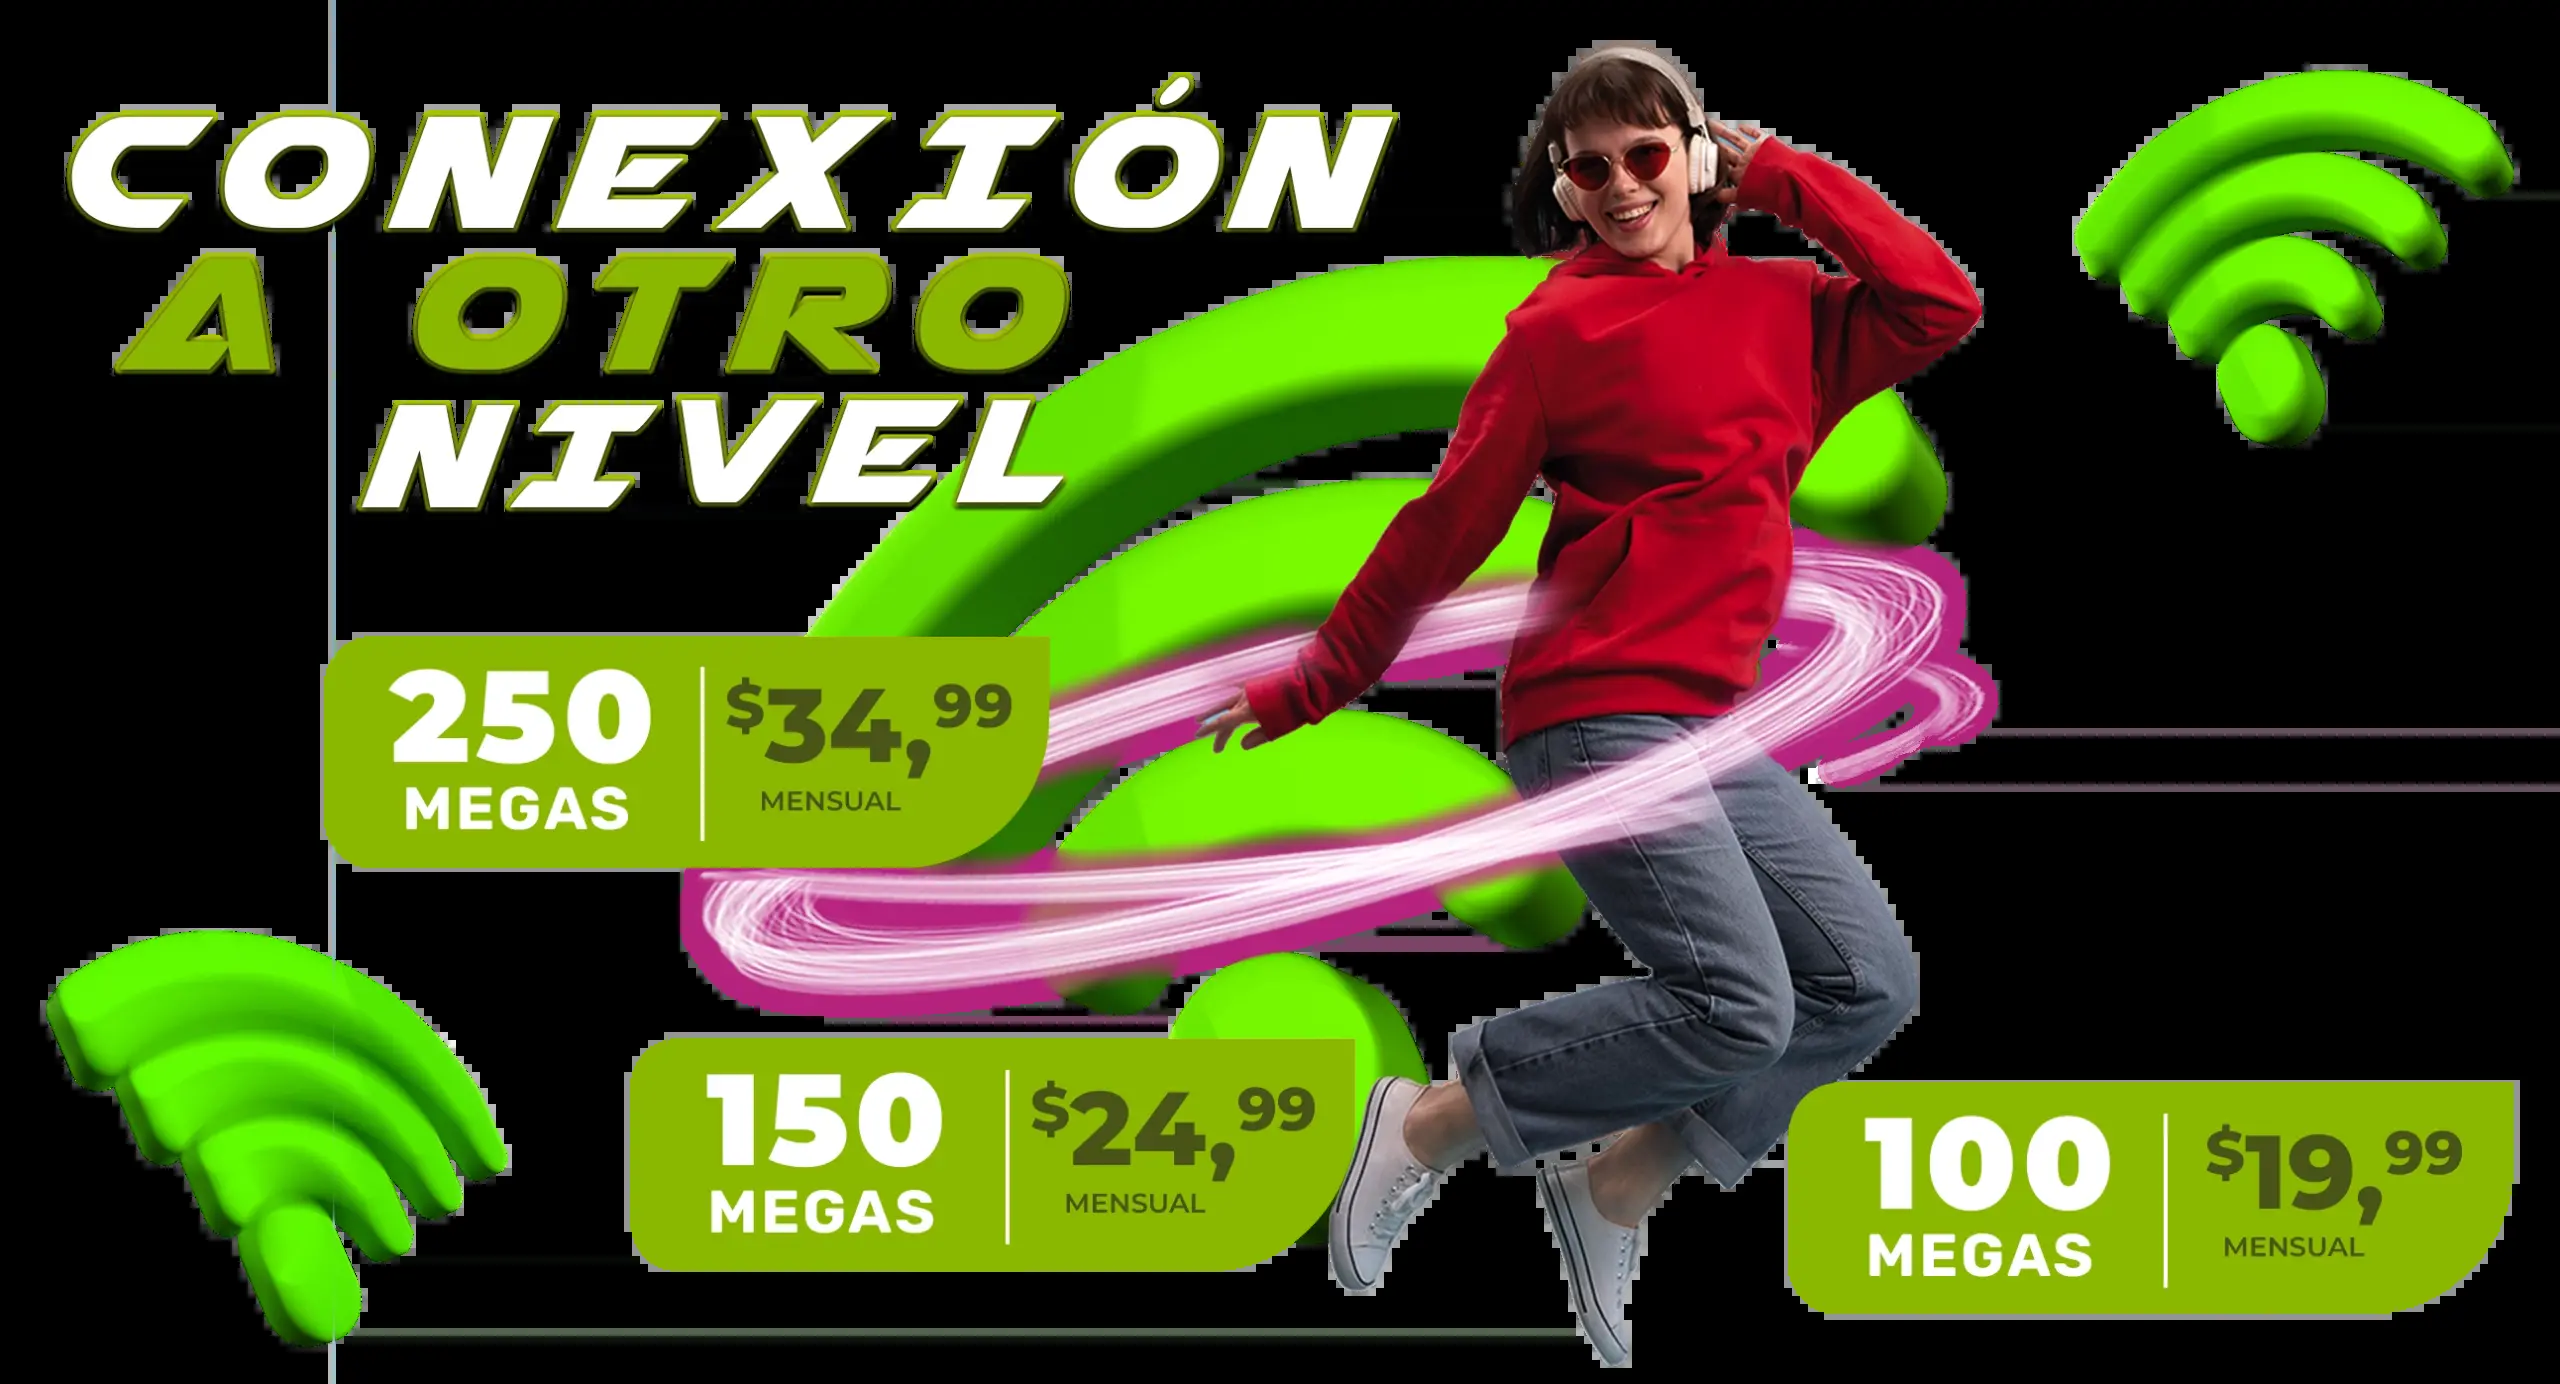 CONEXIÓN
A OTRO
NIVEL
250
MEGAS
$34,99
MENSUAL
150
MEGAS
$24,99
MENSUAL
100
MEGAS
$19,99
MENSUAL